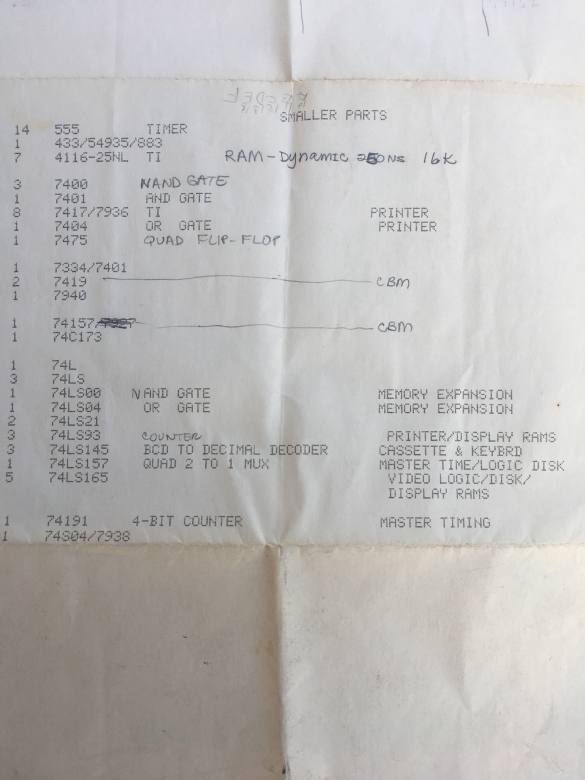 SMALLER PARTS
14 555 TIMER
1 433/54935/883
7 4116-25NL TI RAM-Dynamic 250NS 16K
3 7400 NAND GATE
1 7401 AND GATE
8 7417/7936 TI PRINTER
1 7404 OR GATE PRINTER
1 7475 QUAD FLIP-FLOP
1 7334/7401
2 7419 CBM
1 7940
1 74157/7927 CBM
1 74C173
1 74L
3 74LS
1 74LS00 NAND GATE MEMORY EXPANSION
1 74LS04 OR GATE MEMORY EXPANSION
2 74LS21
3 74LS93 COUNTER PRINTER/DISPLAY RAMS
3 74LS145 BCD TO DECIMAL DECODER CASSETTE & KEYBRD
1 74LS157 QUAD 2 TO 1 MUX MASTER TIME/LOGIC DISK
5 74LS165 VIDEO LOGIC/DISK/
DISPLAY RAMS
1 74191 4-BIT COUNTER MASTER TIMING
1 74S04/7938